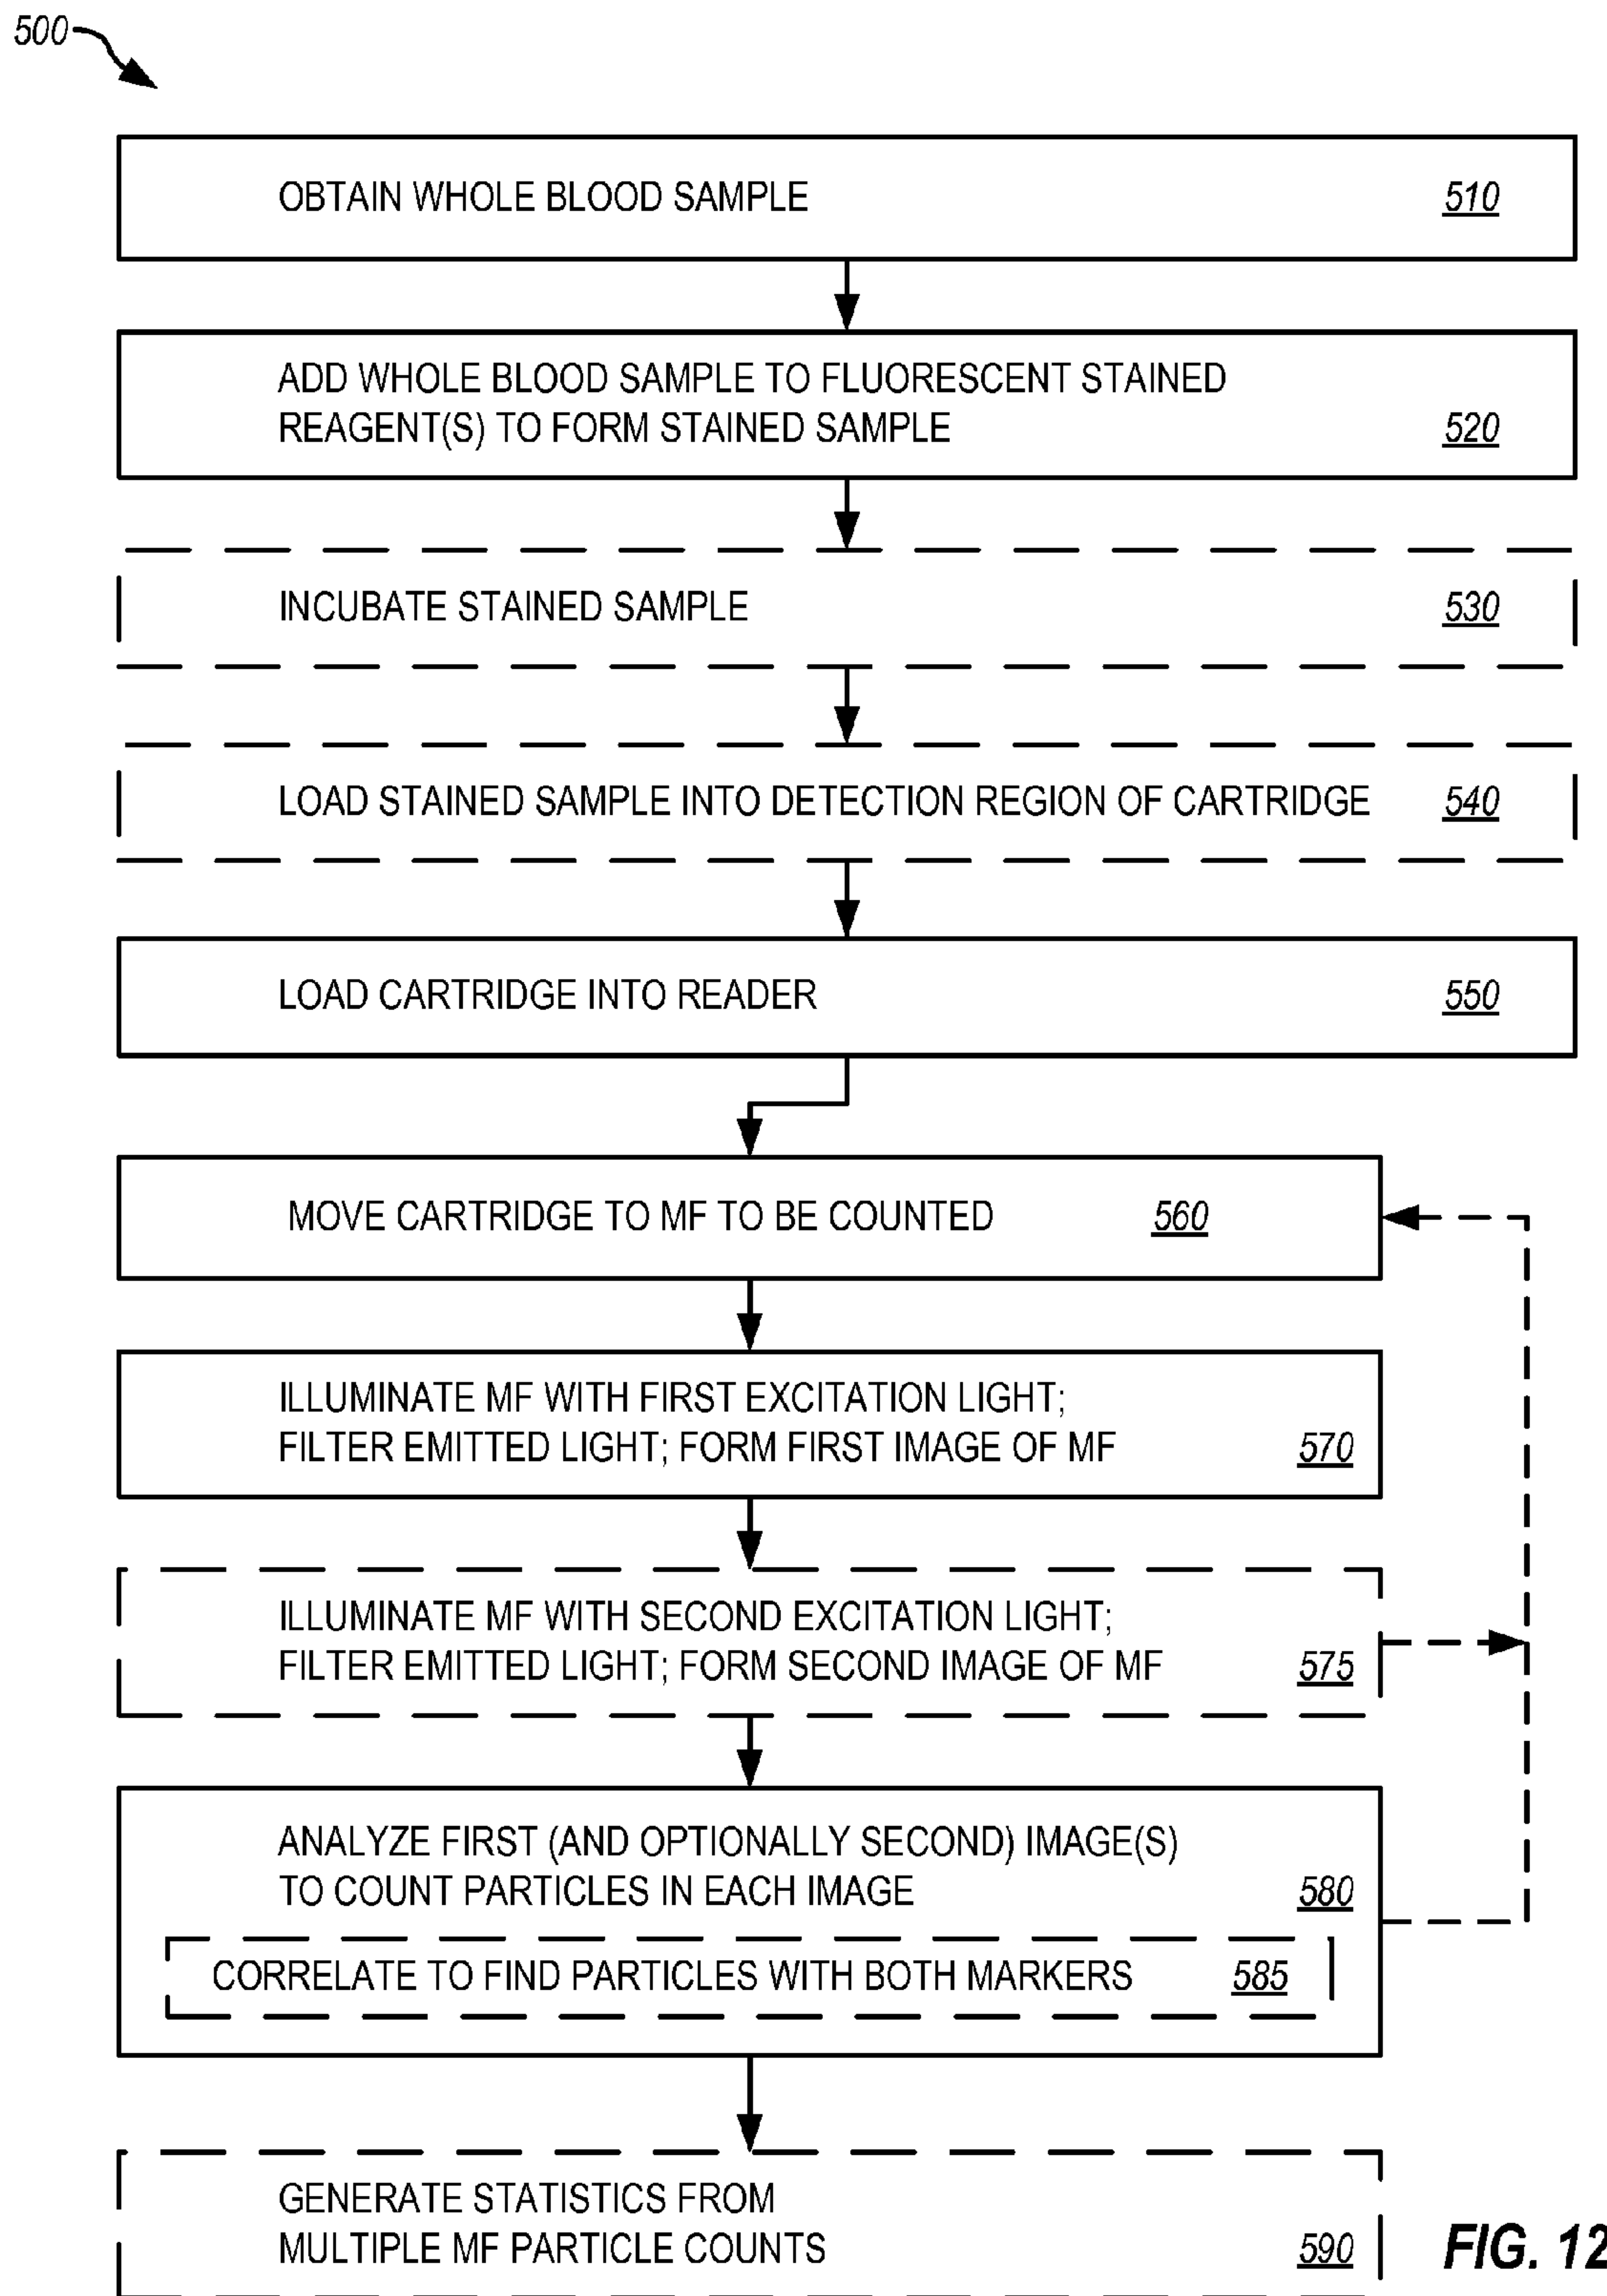 500
OBTAIN WHOLE BLOOD SAMPLE 510
ADD WHOLE BLOOD SAMPLE TO FLUORESCENT STAINED
REAGENT(S) TO FORM STAINED SAMPLE 520
INCUBATE STAINED SAMPLE 530
LOAD STAINED SAMPLE INTO DETECTION REGION OF CARTRIDGE 540
LOAD CARTRIDGE INTO READER 550
MOVE CARTRIDGE TO MF TO BE COUNTED 560
ILLUMINATE MF WITH FIRST EXCITATION LIGHT;
FILTER EMITTED LIGHT; FORM FIRST IMAGE OF MF 570
ILLUMINATE MF WITH SECOND EXCITATION LIGHT;
FILTER EMITTED LIGHT; FORM SECOND IMAGE OF MF 575
ANALYZE FIRST (AND OPTIONALLY SECOND) IMAGE(S)
TO COUNT PARTICLES IN EACH IMAGE 580
CORRELATE TO FIND PARTICLES WITH BOTH MARKERS 585
GENERATE STATISTICS FROM
MULTIPLE MF PARTICLE COUNTS 590
FIG. 12